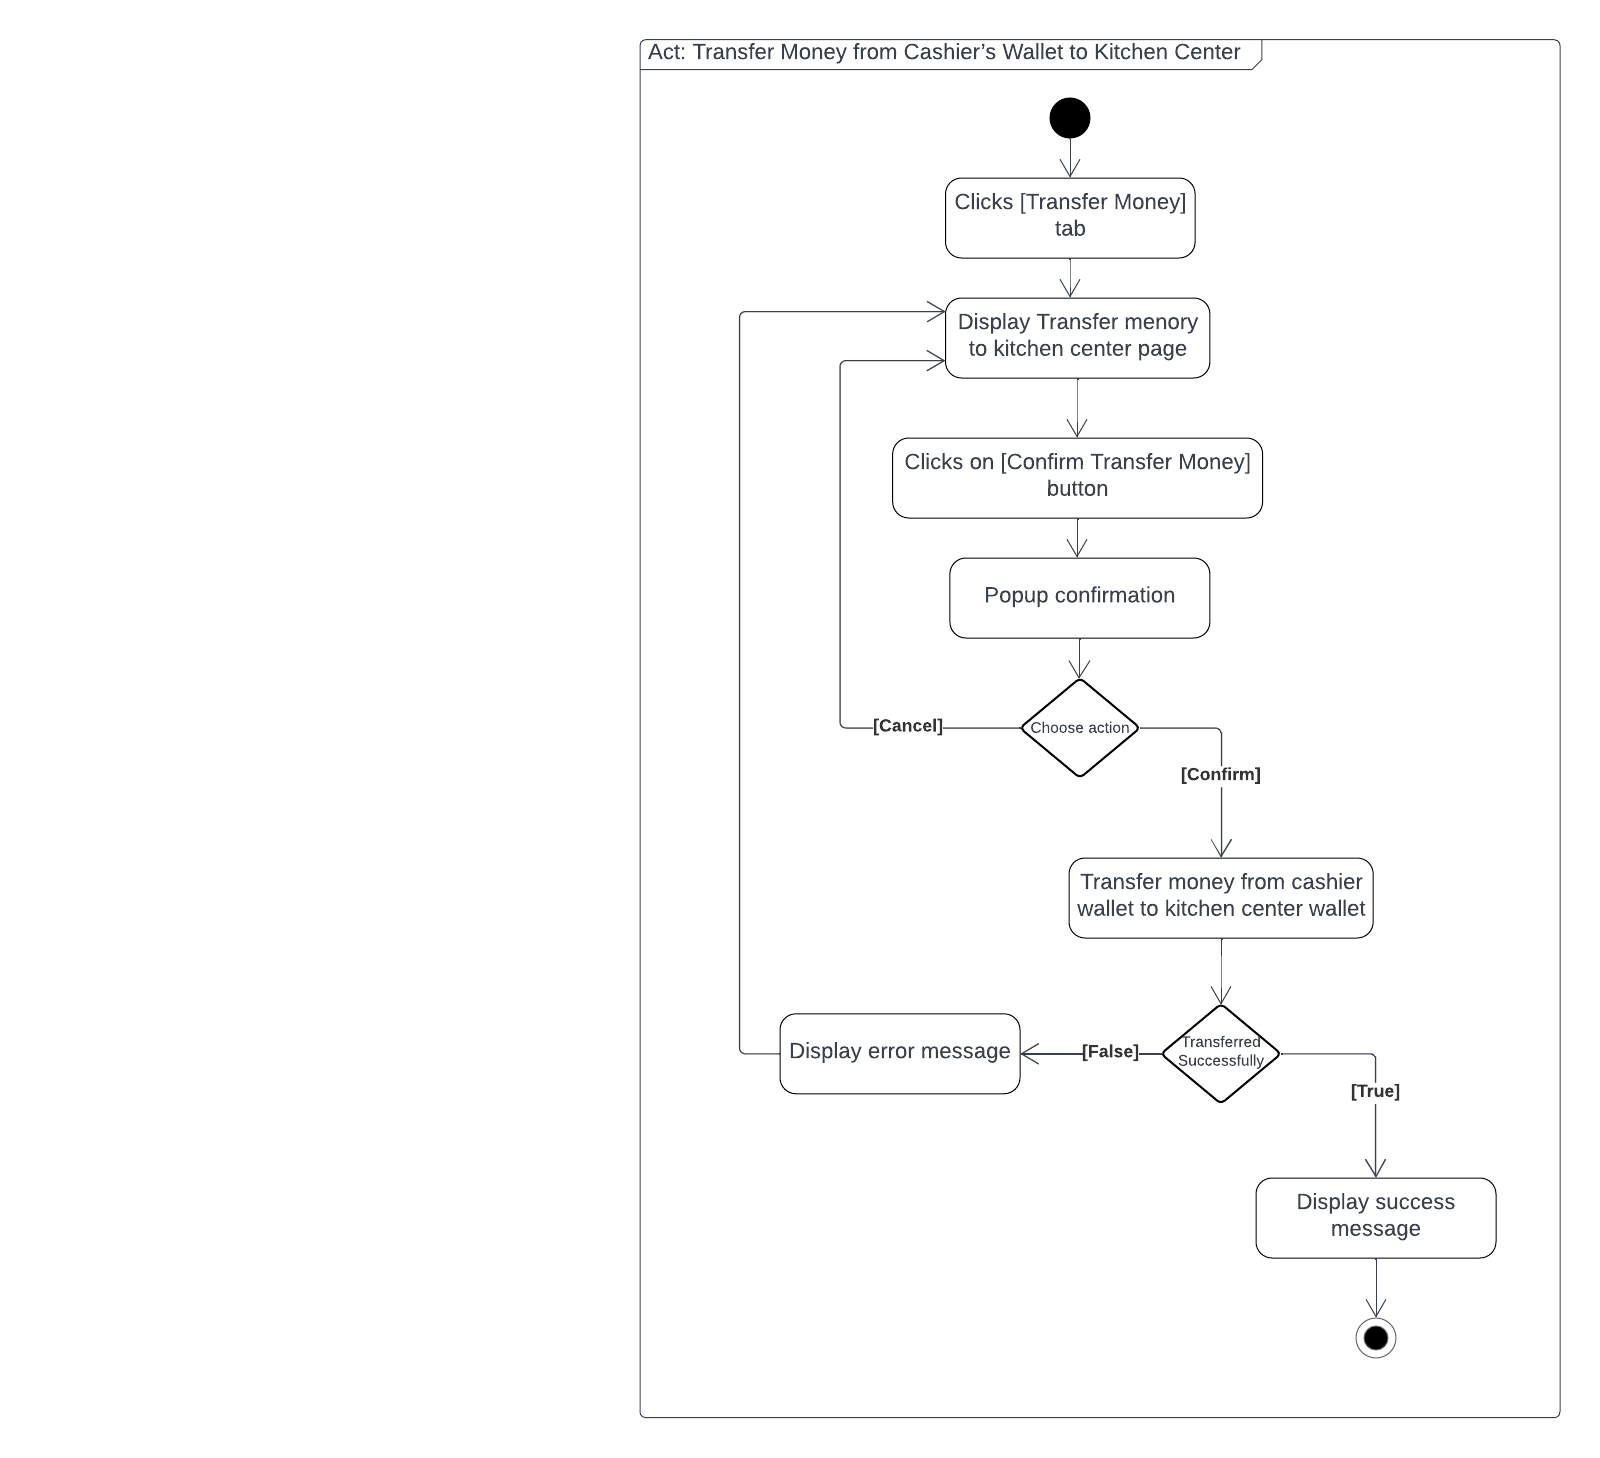 Act: Transfer Money from Cashier’s Wallet to Kitchen Center
Clicks [Transfer Money]
tab
Display Transfer menory
to kitchen center page
Clicks on [Confirm Transfer Money]
button
Popup confirmation
Choose action
[Cancel]
[Confirm]
Transfer money from cashier
wallet to kitchen center wallet
Transferred
Successfully
[False]
Display error message
[True]
Display success
message